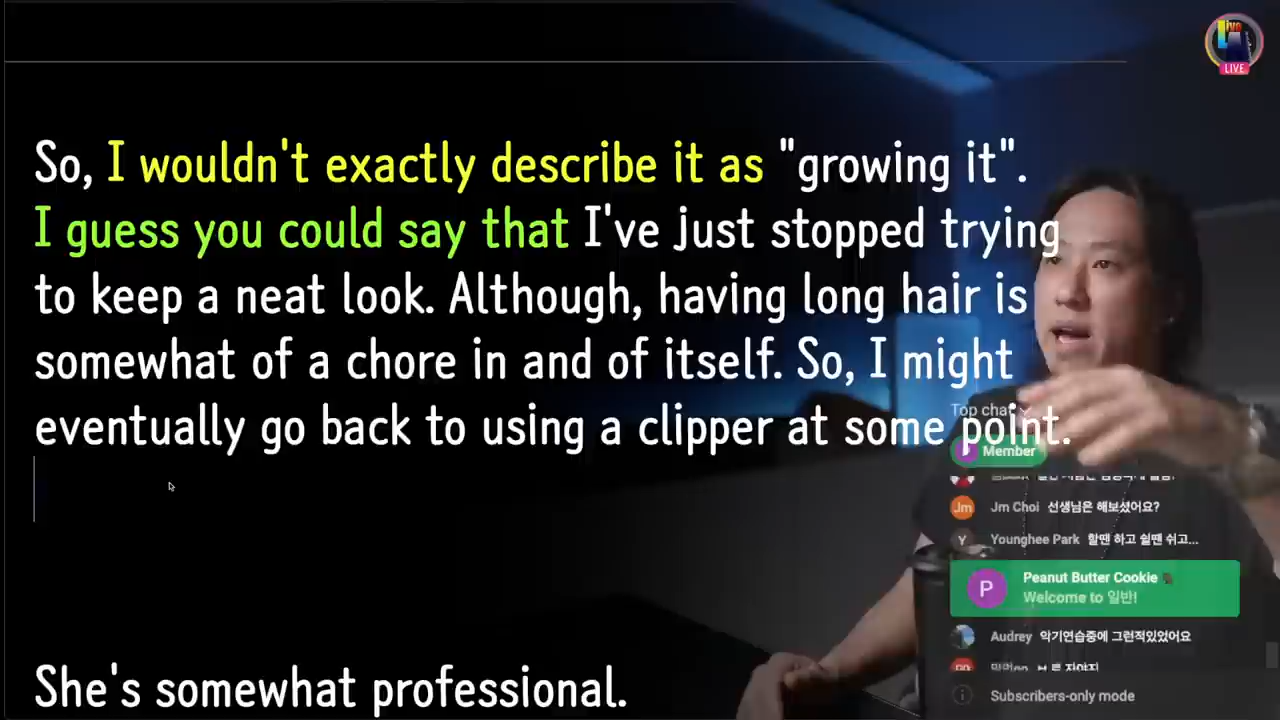 Live
LIVE
So, I wouldn't exactly describe it as "growing it".
I guess you could say that I've just stopped trying
to keep a neat look. Although, having long hair is
somewhat of a chore in and of itself. So, I might
eventually go back to using a clipper at some point.
Top chat
Member
Jm Jm Choi 선생님은 해보셨어요?
Y Younghee Park 할땐 하고 쉴땐 쉬고...
P Peanut Butter Cookie
Welcome to 일반!
Audrey 악기연습중에 그런적있었어요
Subscribers-only mode
She's somewhat professional.